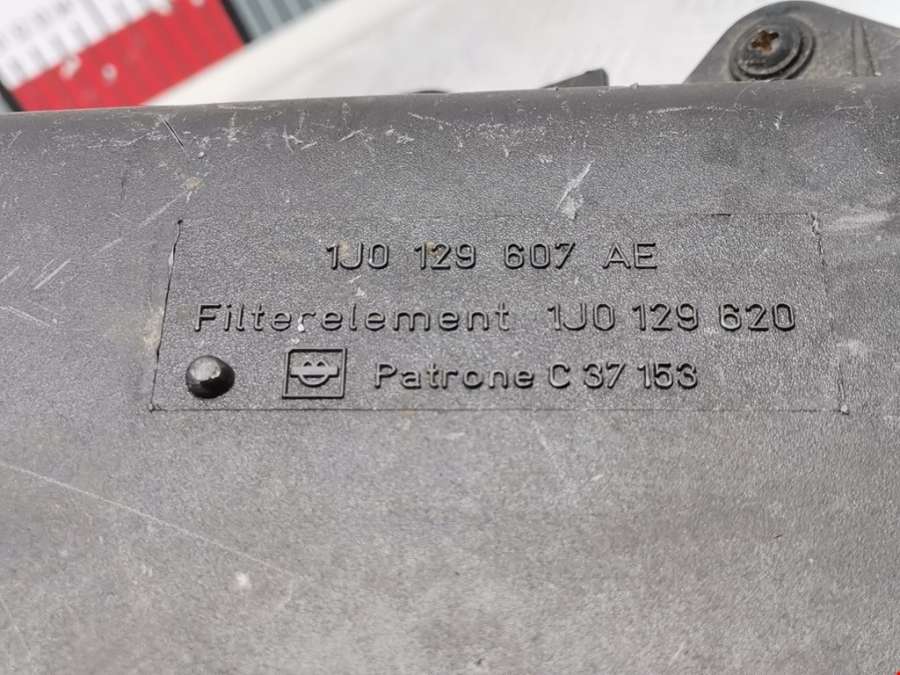 1J0 129 607 AE
Filterelement 1J0 129 620
Patrone C 37 153